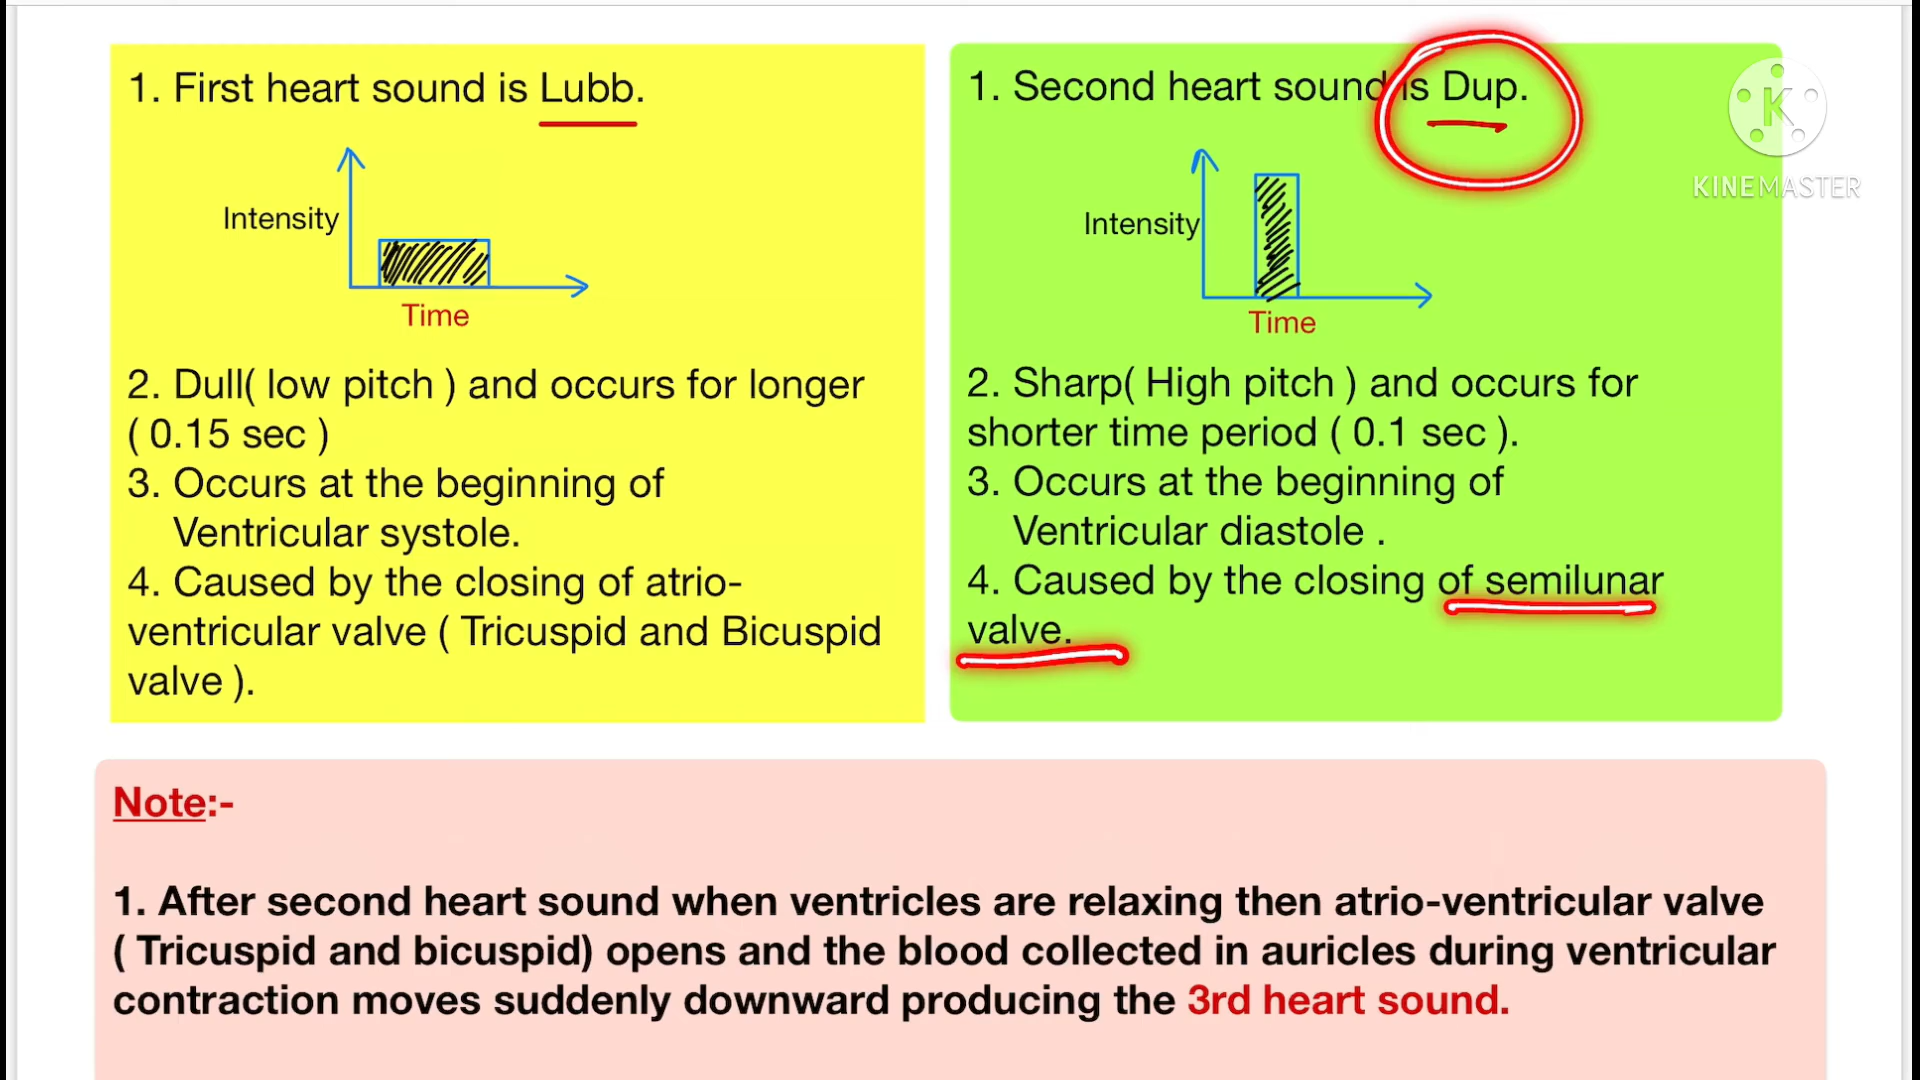 1. First heart sound is Lubb.
Intensity
Time
2. Dull( low pitch ) and occurs for longer
( 0.15 sec )
3. Occurs at the beginning of
Ventricular systole.
4. Caused by the closing of atrio-
ventricular valve ( Tricuspid and Bicuspid
valve ).
1. Second heart sound is Dup.
Intensity
Time
2. Sharp( High pitch ) and occurs for
shorter time period ( 0.1 sec ).
3. Occurs at the beginning of
Ventricular diastole .
4. Caused by the closing of semilunar
valve.
K
KINEMASTER
Note:-
1. After second heart sound when ventricles are relaxing then atrio-ventricular valve
( Tricuspid and bicuspid) opens and the blood collected in auricles during ventricular
contraction moves suddenly downward producing the 3rd heart sound.